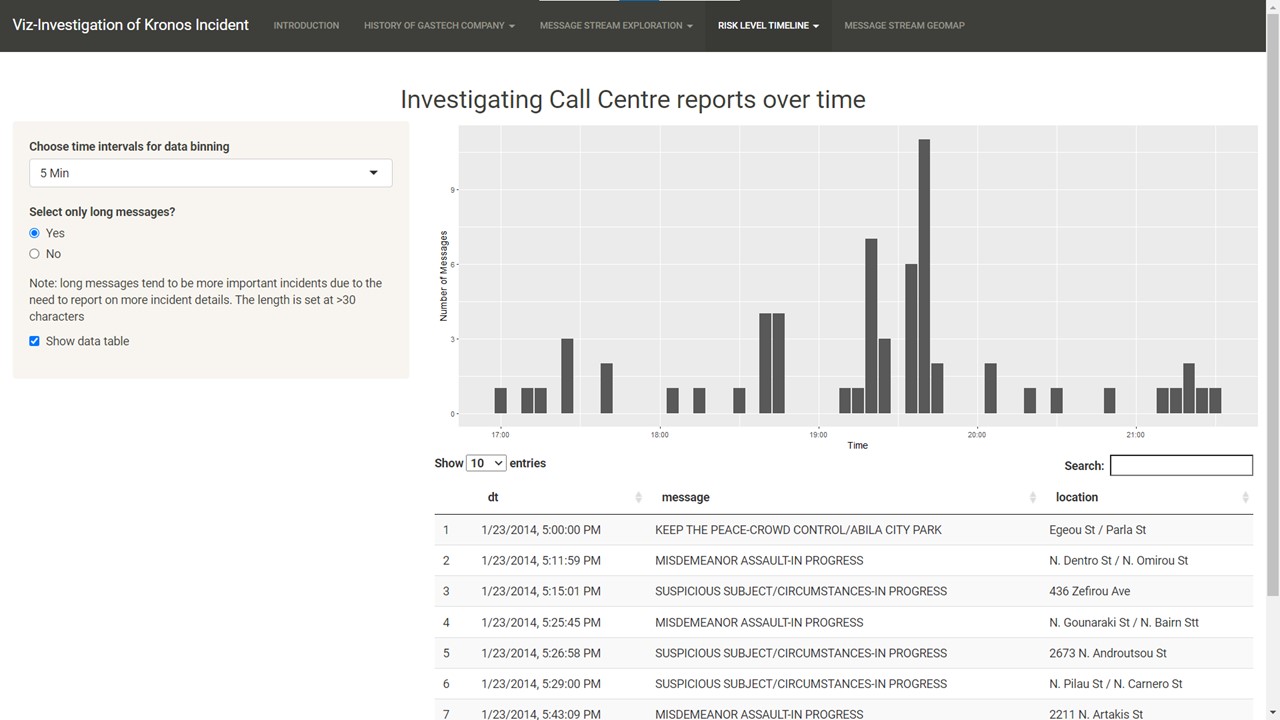 Viz-Investigation of Kronos Incident INTRODUCTION HISTORY OF GASTECH COMPANY MESSAGE STREAM EXPLORATION RISK LEVEL TIMELINE MESSAGE STREAM GEOMAP
Investigating Call Centre reports over time
Choose time intervals for data binning
5 Min
Select only long messages?
Yes
No
Note: long messages tend to be more important incidents due to the
need to report on more incident details. The length is set at >30
characters
Show data table
Number of Messages
9
6
3
0
17:00 18:00 19:00 20:00 21:00
Time
Show 10 entries Search:
dt message location
1 1/23/2014, 5:00:00 PM KEEP THE PEACE-CROWD CONTROL/ABILA CITY PARK Egeou St / Parla St
2 1/23/2014, 5:11:59 PM MISDEMEANOR ASSAULT-IN PROGRESS N. Dentro St / N. Omirou St
3 1/23/2014, 5:15:01 PM SUSPICIOUS SUBJECT/CIRCUMSTANCES-IN PROGRESS 436 Zefirou Ave
4 1/23/2014, 5:25:45 PM MISDEMEANOR ASSAULT-IN PROGRESS N. Gounaraki St / N. Bairn Stt
5 1/23/2014, 5:26:58 PM SUSPICIOUS SUBJECT/CIRCUMSTANCES-IN PROGRESS 2673 N. Androutsou St
6 1/23/2014, 5:29:00 PM SUSPICIOUS SUBJECT/CIRCUMSTANCES-IN PROGRESS N. Pilau St / N. Carnero St
7 1/23/2014, 5:43:09 PM MISDEMEANOR ASSAULT-IN PROGRESS 2211 N. Artakis St